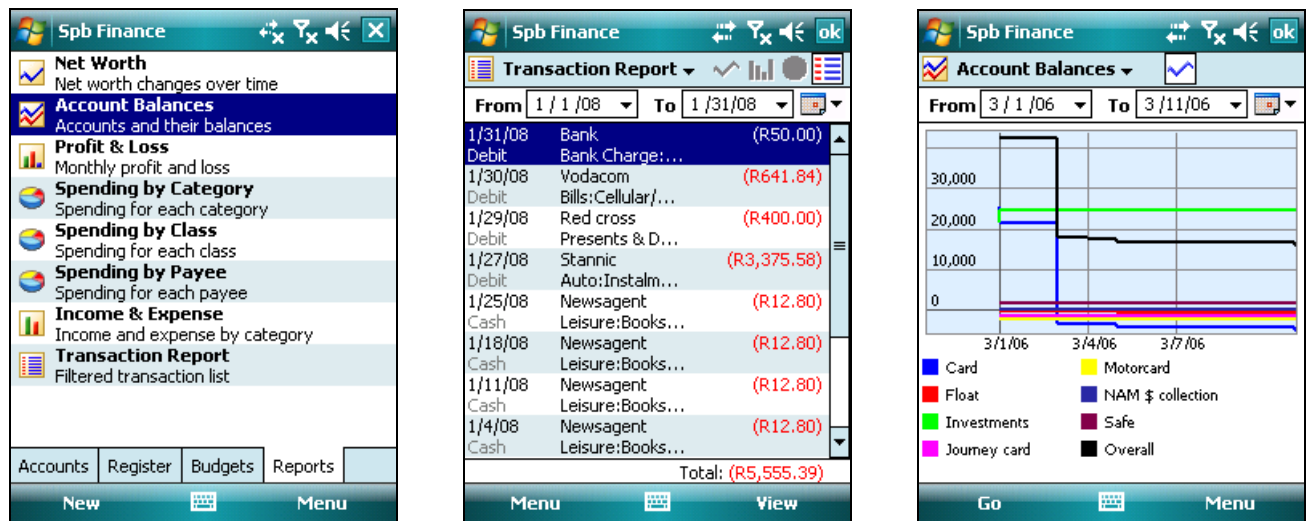 Spb Finance
Net Worth
Net worth changes over time
Account Balances
Accounts and their balances
Profit & Loss
Monthly profit and loss
Spending by Category
Spending for each category
Spending by Class
Spending for each class
Spending by Payee
Spending for each payee
Income & Expense
Income and expense by category
Transaction Report
Filtered transaction list
Accounts Register Budgets Reports
New Menu
Spb Finance ok
Transaction Report
From 1 / 1 /08 To 1 /31/08
1/31/08 Bank (R50.00)
Debit Bank Charge:...
1/30/08 Vodacom (R641.84)
Debit Bills:Cellular/...
1/29/08 Red cross (R400.00)
Debit Presents & D...
1/27/08 Stannic (R3,375.58)
Debit Auto:Instalm...
1/25/08 Newsagent (R12.80)
Cash Leisure:Books...
1/18/08 Newsagent (R12.80)
Cash Leisure:Books...
1/11/08 Newsagent (R12.80)
Cash Leisure:Books...
1/4/08 Newsagent (R12.80)
Cash Leisure:Books...
Total: (R5,555.39)
Menu View
Spb Finance ok
Account Balances
From 3 / 1 /06 To 3 /11/06
30,000
20,000
10,000
0
3/1/06 3/4/06 3/7/06
Card Motorcard
Float NAM $ collection
Investments Safe
Journey card Overall
Go Menu